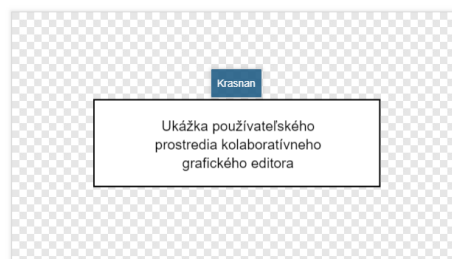 Krasnan
Ukážka používateľského
prostredia kolaboratívneho
grafického editora